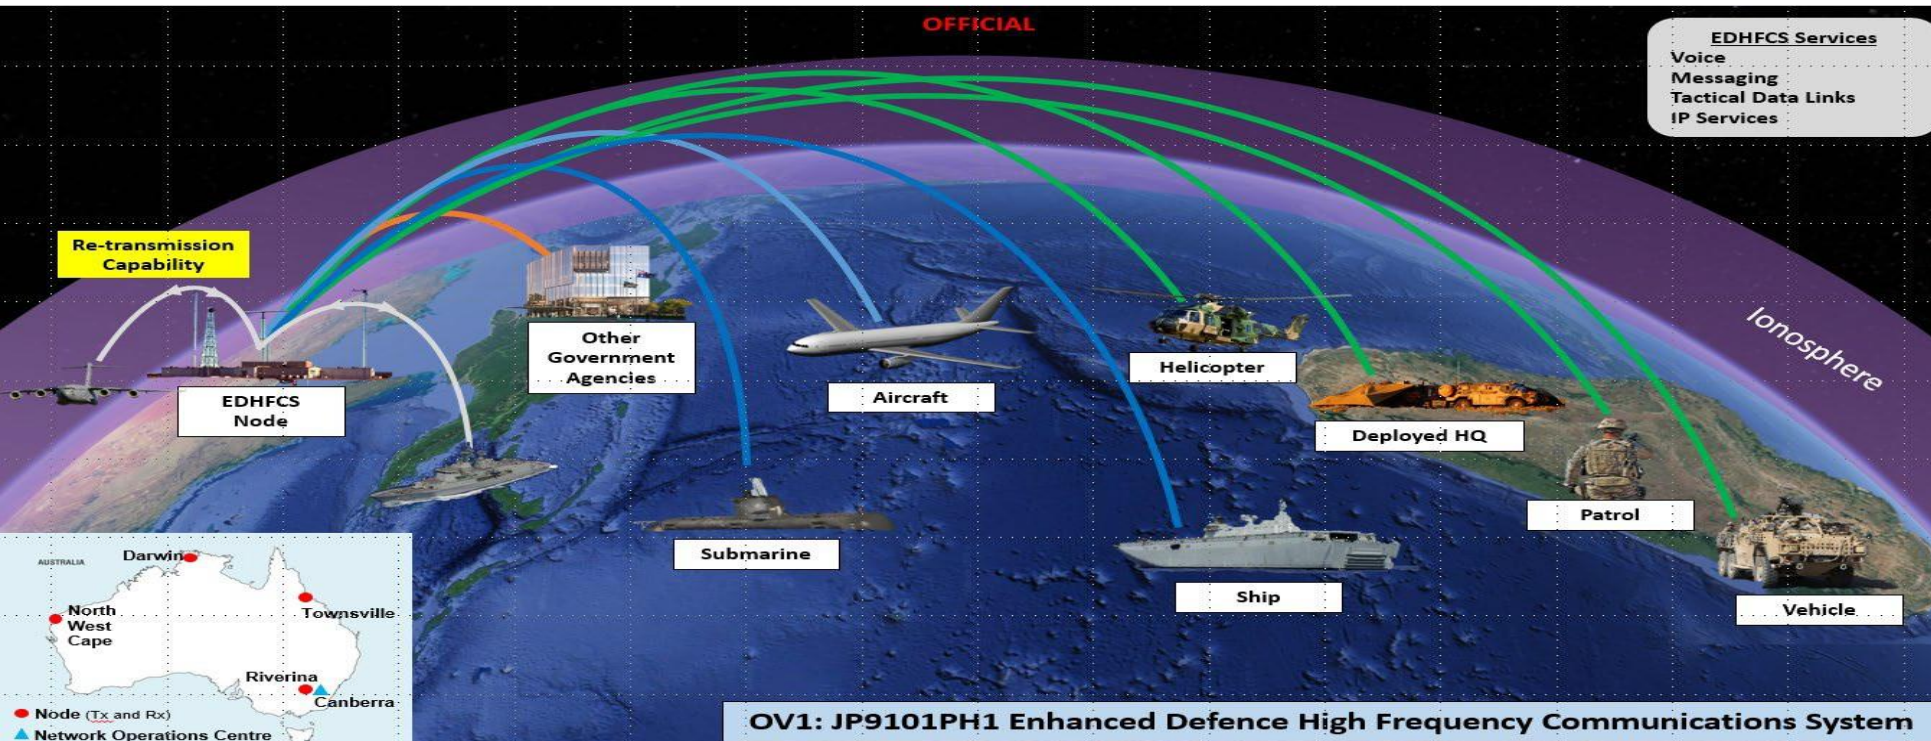 OFFICIAL
EDHFCS Services
Voice
Messaging
Tactical Data Links
IP Services
Re-transmission
Capability
EDHFCS
Node
Other
Government
Agencies
Aircraft
Helicopter
Ionosphere
Deployed HQ
Patrol
Submarine
Ship
Vehicle
AUSTRALIA
Darwin
North
West
Cape
Townsville
Riverina
Canberra
Node (Tx and Rx)
Network Operations Centre
OV1: JP9101PH1 Enhanced Defence High Frequency Communications System